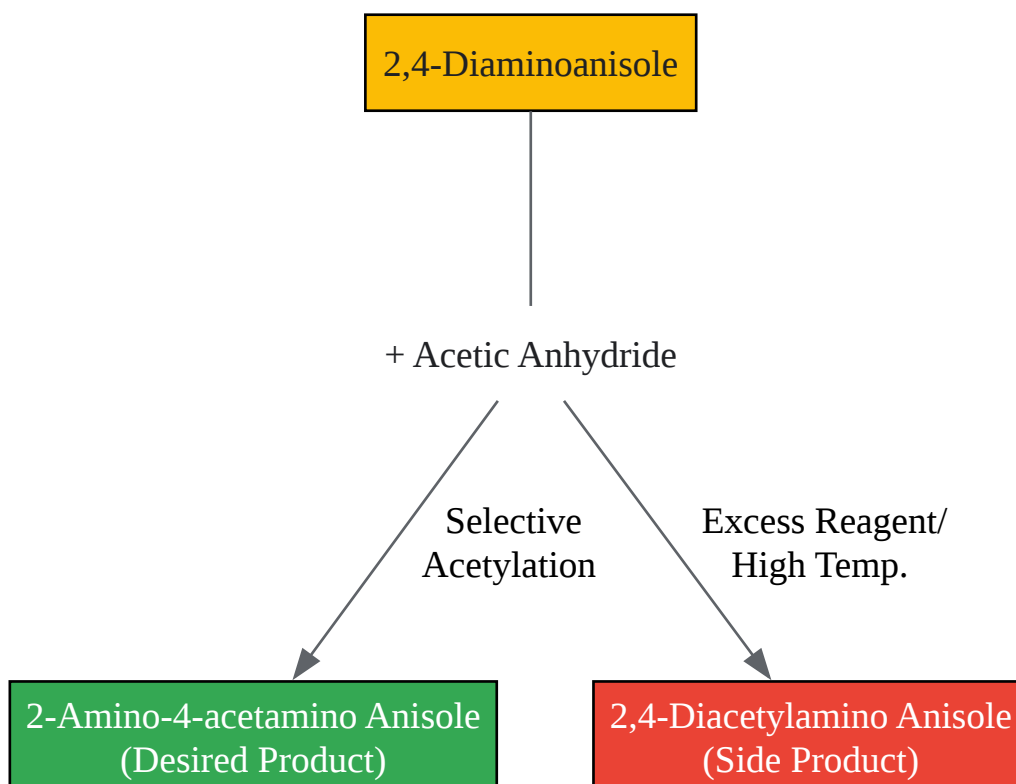 2,4-Diaminoanisole
+ Acetic Anhydride
Selective
Acetylation
Excess Reagent/
High Temp.
2-Amino-4-acetamino Anisole
(Desired Product)
2,4-Diacetylamino Anisole
(Side Product)